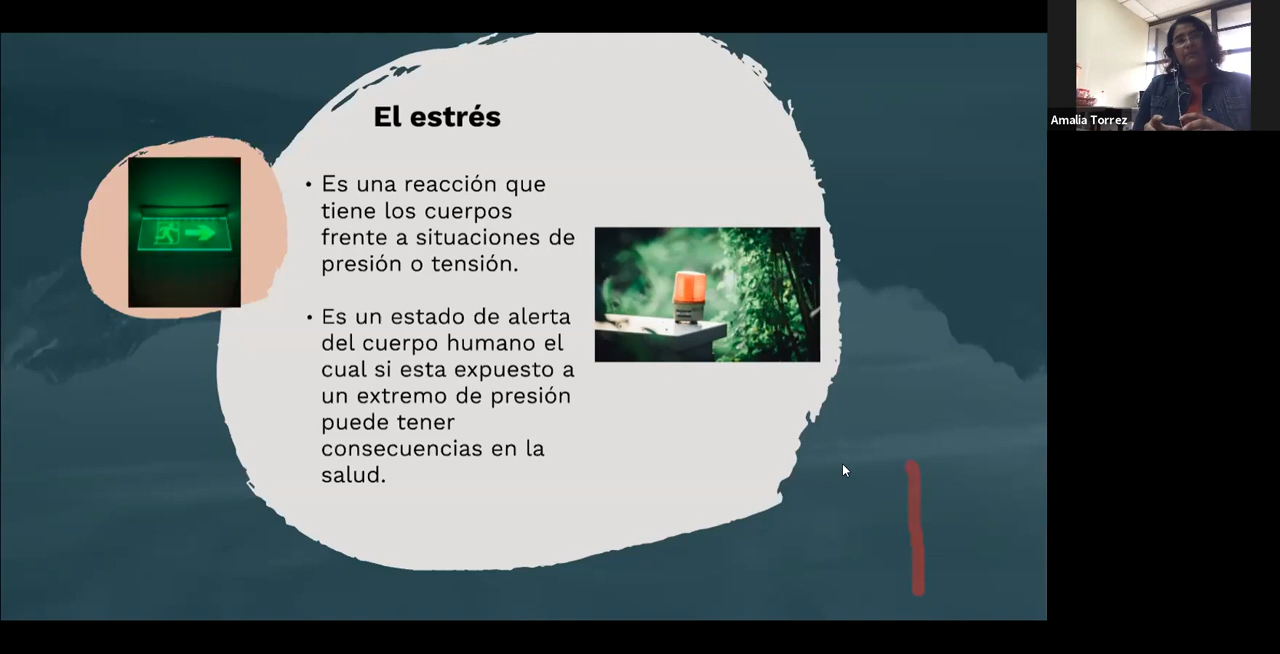 El estrés
• Es una reacción que
tiene los cuerpos
frente a situaciones de
presión o tensión.
• Es un estado de alerta
del cuerpo humano el
cual si esta expuesto a
un extremo de presión
puede tener
consecuencias en la
salud.
Amalia Torrez